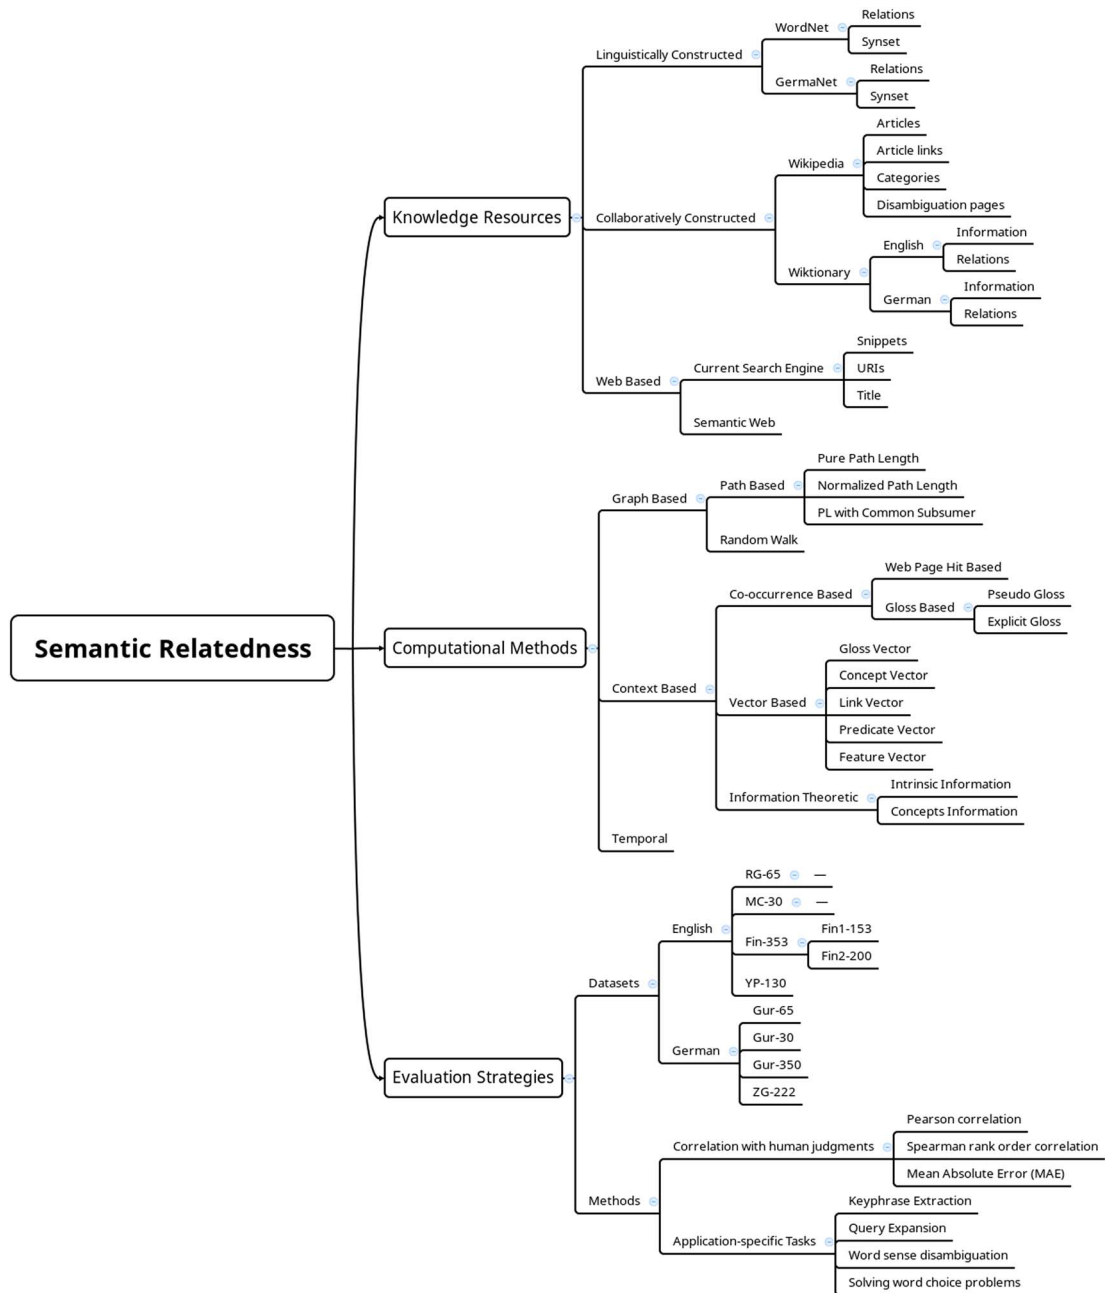 Semantic Relatedness
Knowledge Resources
Linguistically Constructed
WordNet
Relations
Synset
GermaNet
Relations
Synset
Collaboratively Constructed
Wikipedia
Articles
Article links
Categories
Disambiguation pages
Wiktionary
English
Information
Relations
German
Information
Relations
Web Based
Current Search Engine
Snippets
URIs
Title
Semantic Web
Computational Methods
Graph Based
Path Based
Pure Path Length
Normalized Path Length
PL with Common Subsumer
Random Walk
Context Based
Co-occurrence Based
Web Page Hit Based
Gloss Based
Pseudo Gloss
Explicit Gloss
Vector Based
Gloss Vector
Concept Vector
Link Vector
Predicate Vector
Feature Vector
Information Theoretic
Intrinsic Information
Concepts Information
Temporal
Evaluation Strategies
Datasets
English
RG-65 —
MC-30 —
Fin-353
Fin1-153
Fin2-200
YP-130
German
Gur-65
Gur-30
Gur-350
ZG-222
Methods
Correlation with human judgments
Pearson correlation
Spearman rank order correlation
Mean Absolute Error (MAE)
Application-specific Tasks
Keyphrase Extraction
Query Expansion
Word sense disambiguation
Solving word choice problems